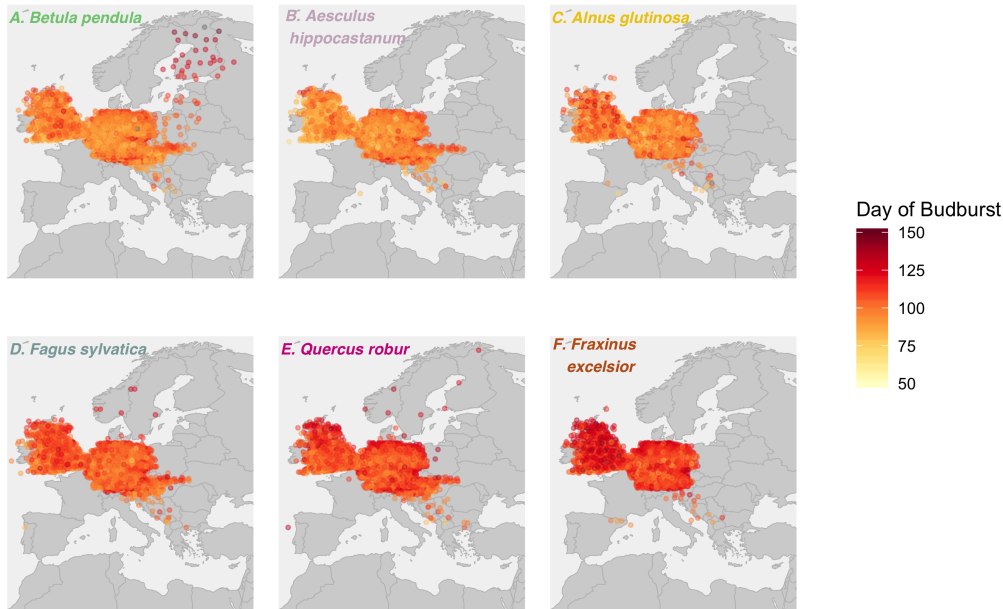 A. Betula pendula
B. Aesculus
hippocastanum
C. Alnus glutinosa
Day of Budburst
150
125
100
75
50
D. Fagus sylvatica
E. Quercus robur
F. Fraxinus
excelsior